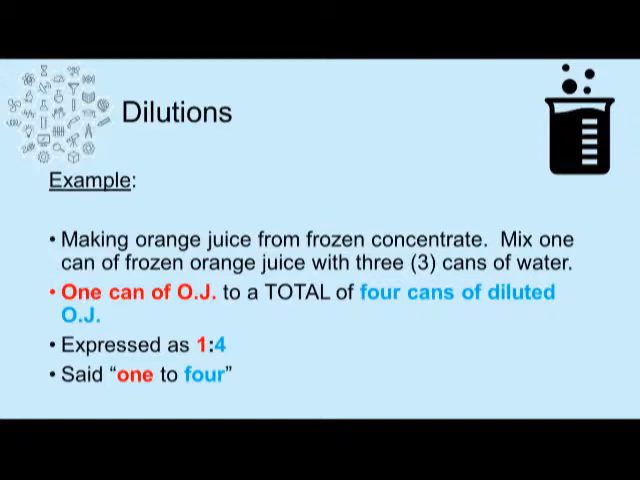 Dilutions
Example:
• Making orange juice from frozen concentrate.  Mix one
can of frozen orange juice with three (3) cans of water.
• One can of O.J. to a TOTAL of four cans of diluted
O.J.
• Expressed as 1:4
• Said “one to four”